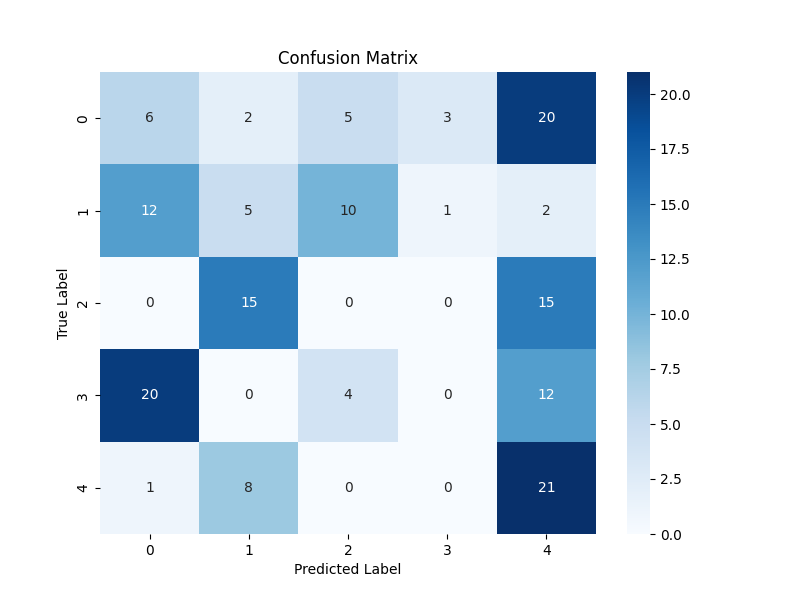 Confusion Matrix
True Label
0 6 2 5 3 20
1 12 5 10 1 2
2 0 15 0 0 15
3 20 0 4 0 12
4 1 8 0 0 21
0 1 2 3 4
Predicted Label
20.0
17.5
15.0
12.5
10.0
7.5
5.0
2.5
0.0